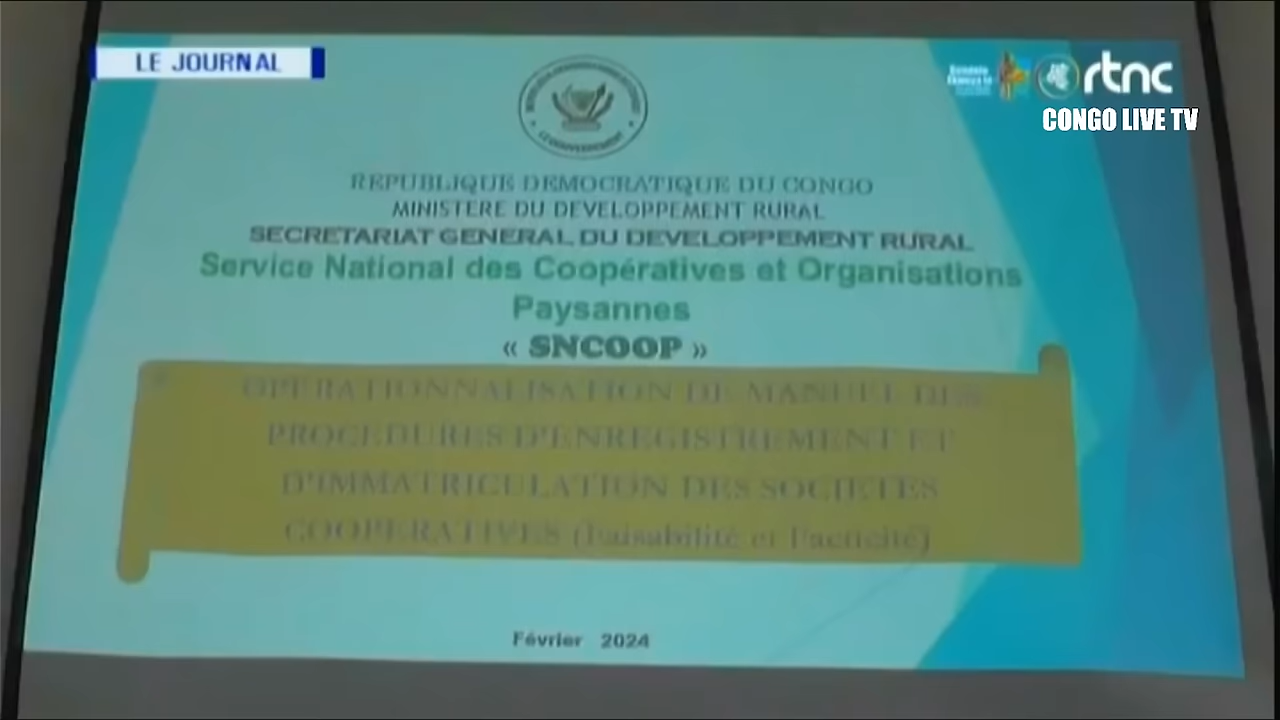 LE JOURNAL
rtnc
CONGO LIVE TV
REPUBLIQUE DEMOCRATIQUE DU CONGO
MINISTERE DU DEVELOPPEMENT RURAL
SECRETARIAT GENERAL DU DEVELOPPEMENT RURAL
Service National des Coopératives et Organisations
Paysannes
« SNCOOP »
OPERATIONNALISATION DE MANUEL DES
PROCEDURES D'ENREGISTREMENT ET
D'IMMATRICULATION DES SOCIETES
COOPERATIVES (Faisabilité et
Février 2024